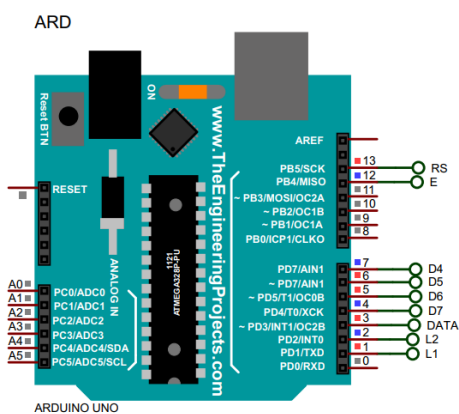 ARD
Reset BTN
ON
www.TheEngineeringProjects.com
AREF
RESET
PB5/SCK 13 RS
PB4/MISO 12 E
~ PB3/MOSI/OC2A 11
~ PB2/OC1B 10
~ PB1/OC1A 9
PB0/ICP1/CLKO 8
1121
ATMEGA328P-PU
ANALOG IN
A0 PC0/ADC0
A1 PC1/ADC1
A2 PC2/ADC2
A3 PC3/ADC3
A4 PC4/ADC4/SDA
A5 PC5/ADC5/SCL
PD7/AIN1 7 D4
~ PD7/AIN1 6 D5
~ PD5/T1/OC0B 5 D6
PD4/T0/XCK 4 D7
~ PD3/INT1/OC2B 3 DATA
PD2/INT0 2 L2
PD1/TXD 1 L1
PD0/RXD 0
ARDUINO UNO